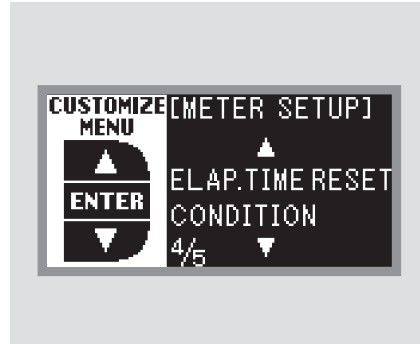 CUSTOMIZE
MENU
ENTER
[METER SETUP]
ELAP.TIME RESET
CONDITION
4/5